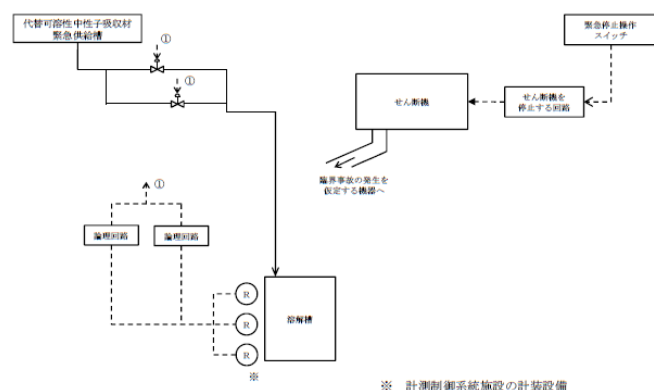 代替可溶性中性子吸収材
緊急供給槽
①
①
緊急停止操作
スイッチ
せん断機
せん断機を
停止する回路
臨界事故の発生を
仮定する機器へ
①
論理回路
論理回路
R
R
R
溶解槽
※
※ 計測制御系統施設の計装設備